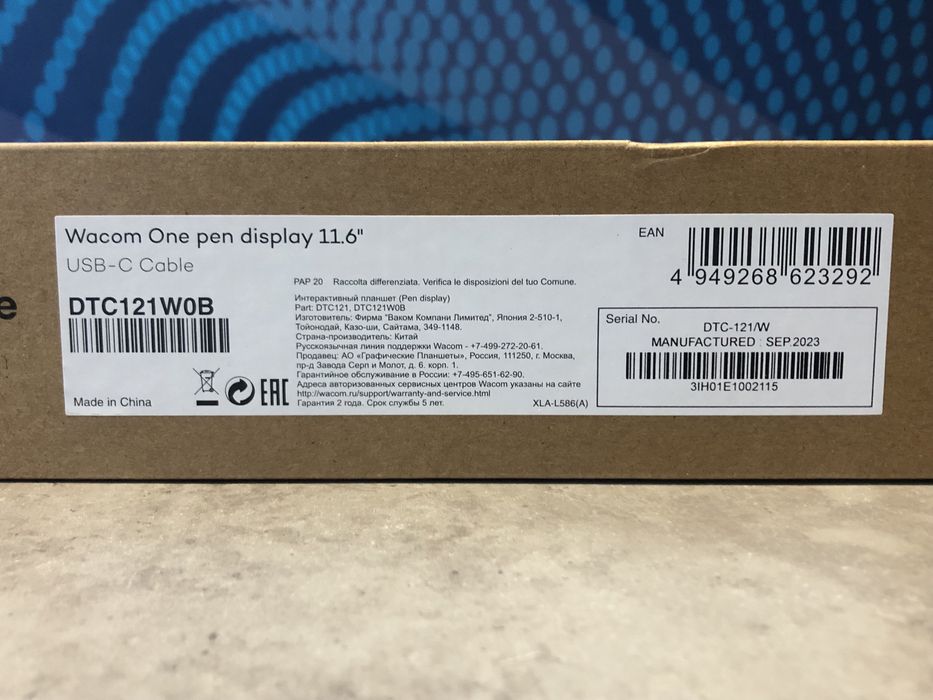 e
Wacom One pen display 11.6"
USB-C Cable
DTC121W0B
Made in China
PAP 20 Raccolta differenziata. Verifica le disposizioni del tuo Comune.
Интерактивный планшет (Pen display)
Part: DTC121, DTC121W0B
Изготовитель: Фирма "Ваком Компани Лимитед", Япония 2-510-1,
Тойонодай, Казо-ши, Сайтама, 349-1148.
Страна-производитель: Китай
Русскоязычная линия поддержки Wacom - +7-499-272-20-61.
Продавец: АО «Графические Планшеты», Россия, 111250, г. Москва,
пр-д Завода Серп и Молот, д. 6. корп. 1.
Гарантийное обслуживание в России: +7-495-651-62-90.
Адреса авторизованных сервисных центров Wacom указаны на сайте
http://wacom.ru/support/warranty-and-service.html
Гарантия 2 года. Срок службы 5 лет.
XLA-L586(A)
EAC
EAN
4 949268 623292
Serial No.
DTC-121/W
MANUFACTURED : SEP.2023
3IH01E1002115